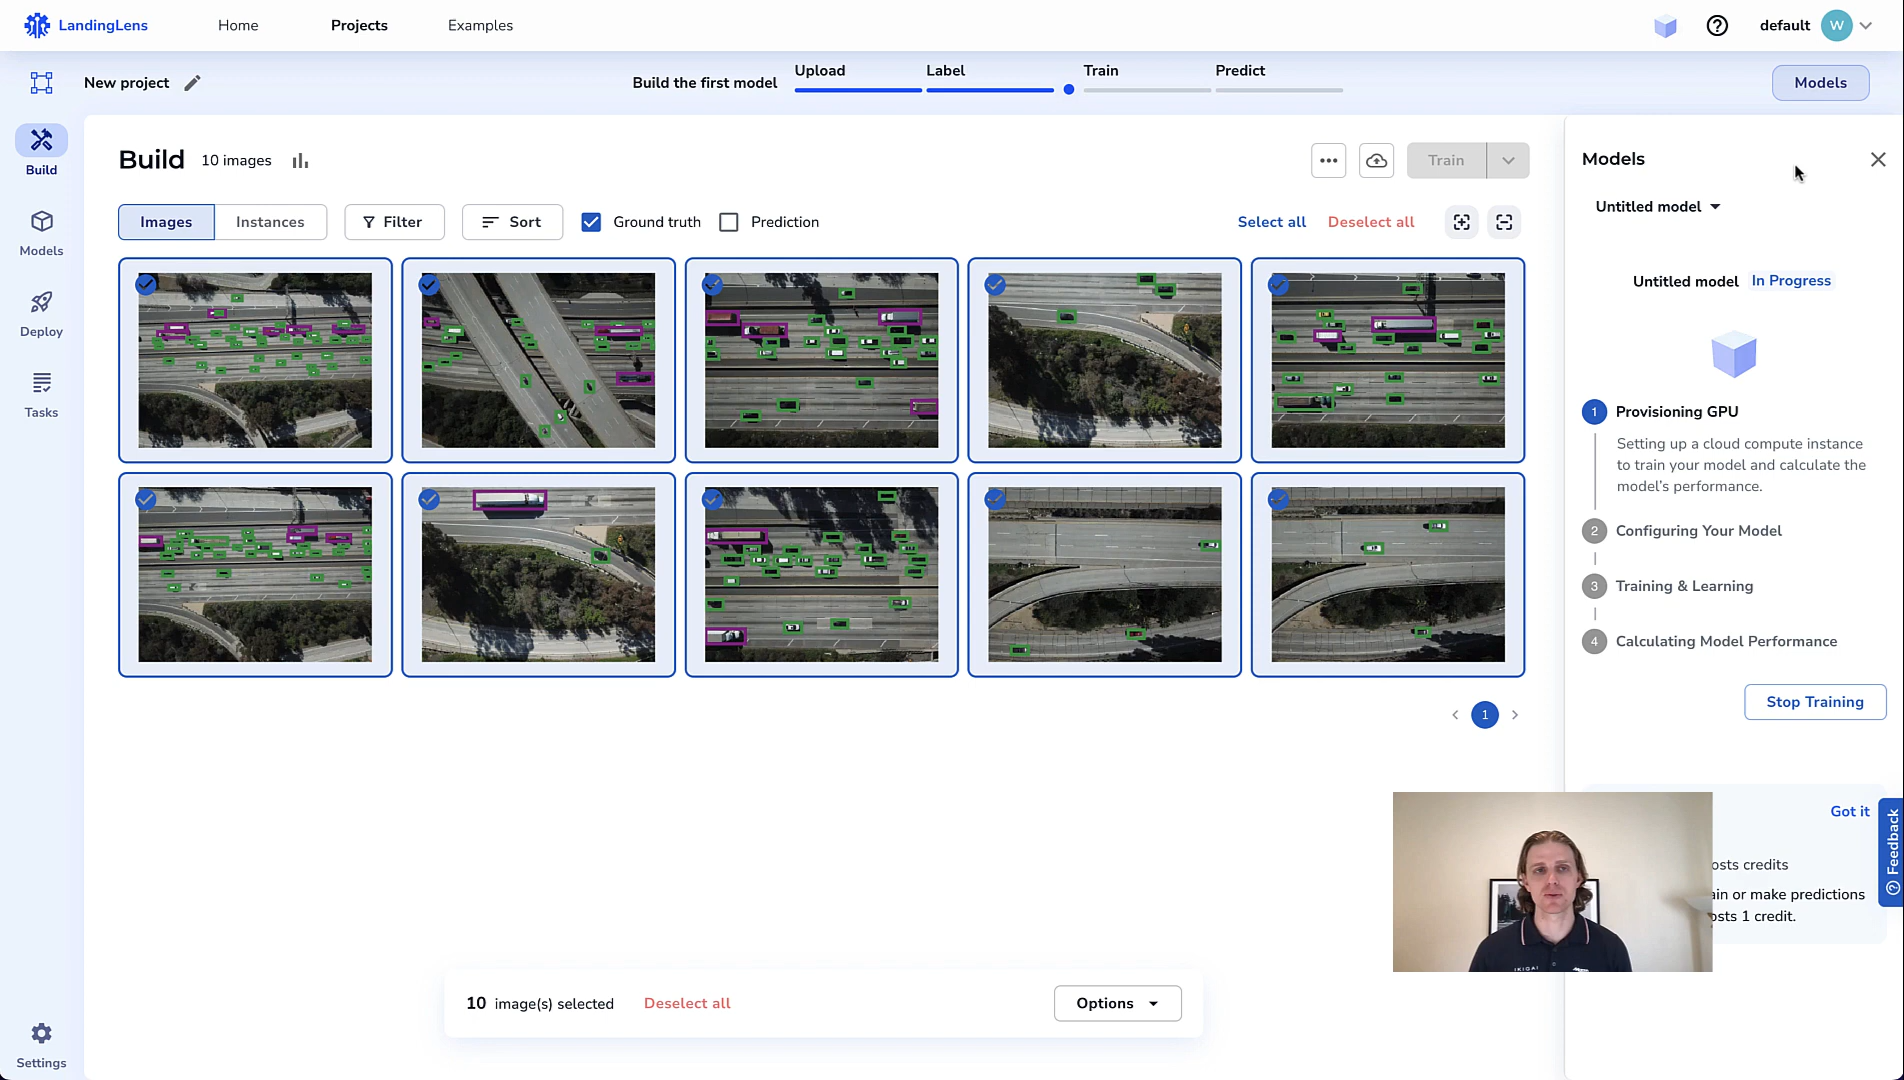 LandingLens
Home
Projects
Examples
default
W
New project
Build the first model
Upload
Label
Train
Predict
Models
Build
Models
Deploy
Tasks
Settings
Build
10 images
Train
Images
Instances
Filter
Sort
Ground truth
Prediction
Select all
Deselect all
1
10 image(s) selected
Deselect all
Options
Models
Untitled model
Untitled model In Progress
1 Provisioning GPU
Setting up a cloud compute instance
to train your model and calculate the
model's performance.
2 Configuring Your Model
3 Training & Learning
4 Calculating Model Performance
Stop Training
Got it
osts credits
ain or make predictions
osts 1 credit.
Feedback
IKIGAI